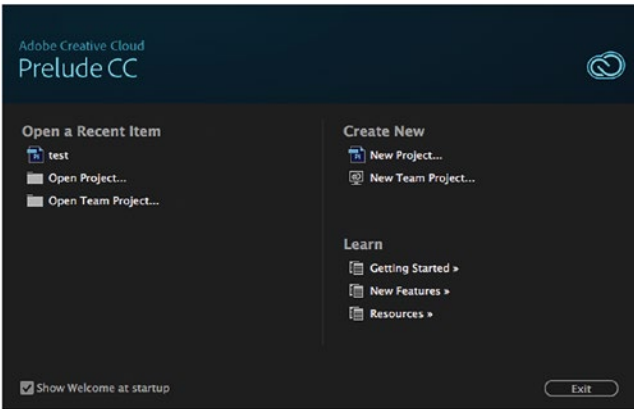 Adobe Creative Cloud
Prelude CC
Open a Recent Item
test
Open Project...
Open Team Project...
Create New
New Project...
New Team Project...
Learn
Getting Started »
New Features »
Resources »
Show Welcome at startup
Exit